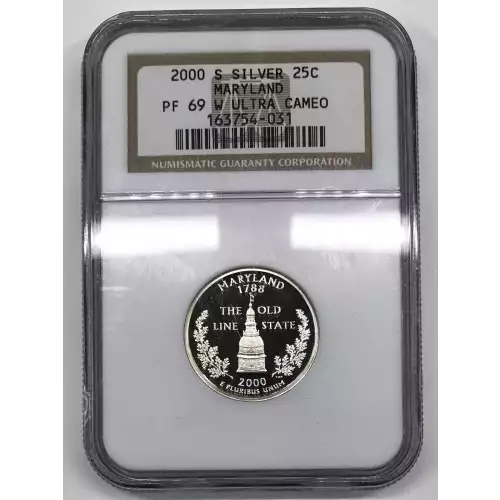 2000 S SILVER 25C
MARYLAND
PF 69 W ULTRA CAMEO
163754-031
NUMISMATIC GUARANTY CORPORATION
MARYLAND
1788
THE OLD
LINE STATE
2000
E PLURIBUS UNUM